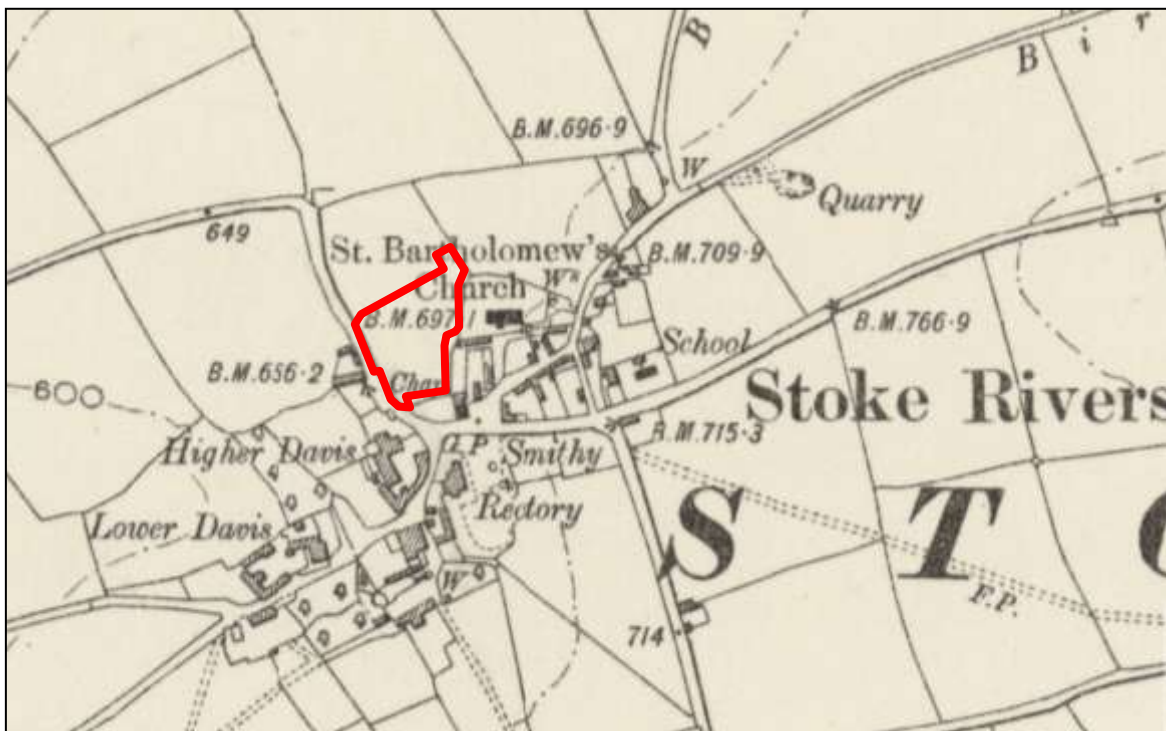 B
B i r
B.M.696·9
W
Quarry
649
St. Bartholomew's
Church
B.M.709·9
B.M.697
School
B.M.766·9
B.M.656·2
600
Stoke Rivers
B.M.715·3
Higher Davis
G.P.
Smithy
Rectory
Lower Davis
S T
W
F.P.
714